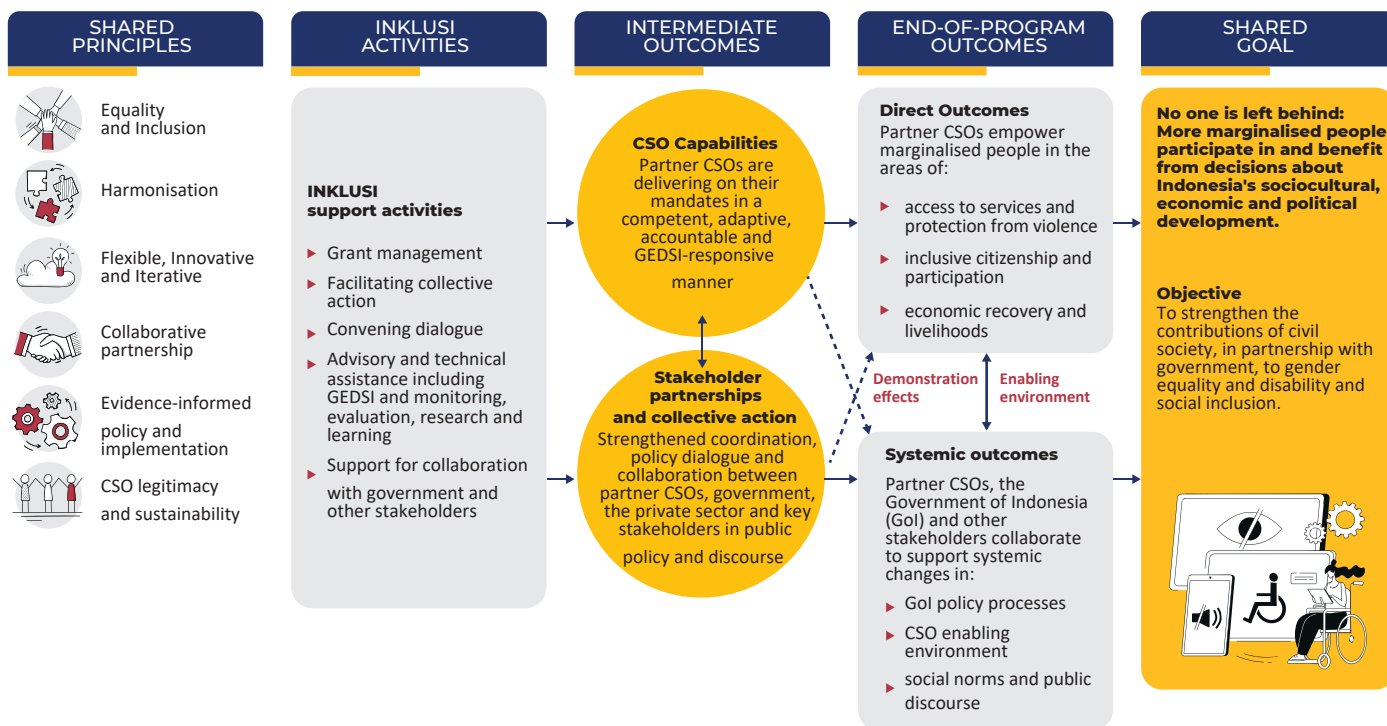 SHARED
PRINCIPLES
Equality
and Inclusion
Harmonisation
Flexible, Innovative
and Iterative
Collaborative
partnership
Evidence-informed
policy and
implementation
CSO legitimacy
and sustainability
INKLUSI
ACTIVITIES
INKLUSI
support activities
Grant management
Facilitating collective
action
Convening dialogue
Advisory and technical
assistance including
GEDSI and monitoring,
evaluation, research and
learning
Support for collaboration
with government and
other stakeholders
INTERMEDIATE
OUTCOMES
CSO Capabilities
Partner CSOs are
delivering on their
mandates in a
competent, adaptive,
accountable and
GEDSI-responsive
manner
Stakeholder
partnerships
and collective action
Strengthened coordination,
policy dialogue and
collaboration between
partner CSOs, government,
the private sector and key
stakeholders in public
policy and discourse
END-OF-PROGRAM
OUTCOMES
Direct Outcomes
Partner CSOs empower
marginalised people in the
areas of:
access to services and
protection from violence
inclusive citizenship and
participation
economic recovery and
livelihoods
Demonstration
effects
Enabling
environment
Systemic outcomes
Partner CSOs, the
Government of Indonesia
(GoI) and other
stakeholders collaborate
to support systemic
changes in:
GoI policy processes
CSO enabling
environment
social norms and public
discourse
SHARED
GOAL
No one is left behind:
More marginalised people
participate in and benefit
from decisions about
Indonesia's sociocultural,
economic and political
development.
Objective
To strengthen the
contributions of civil
society, in partnership with
government, to gender
equality and disability and
social inclusion.